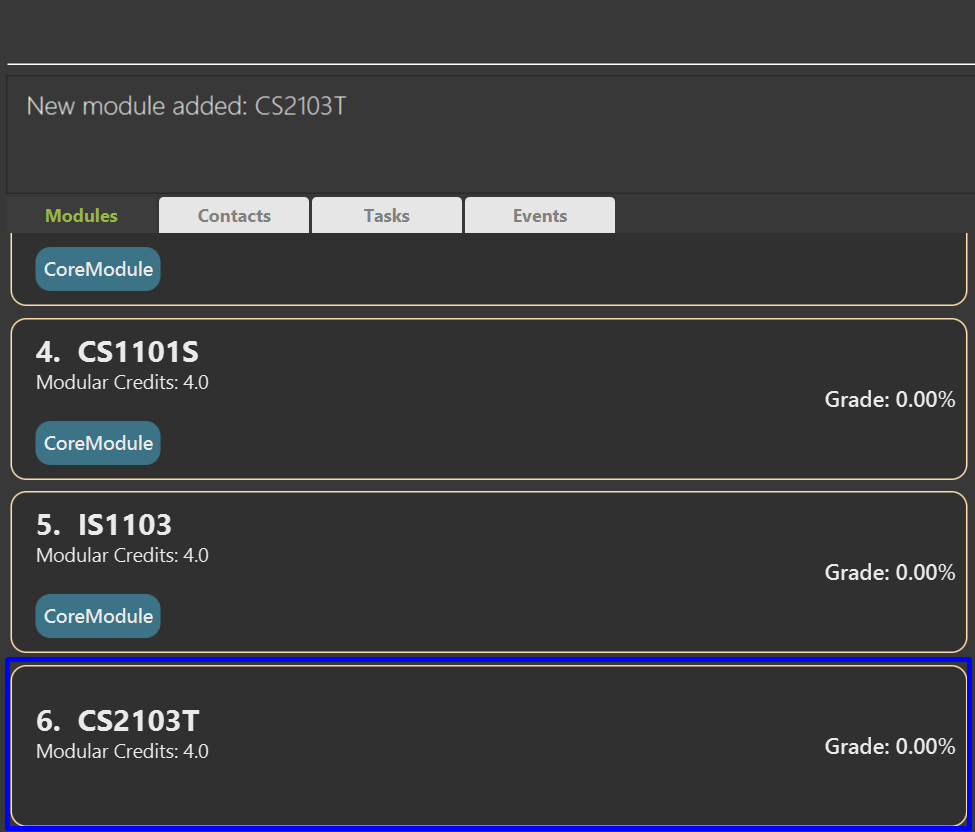 New module added: CS2103T
Modules Contacts Tasks Events
CoreModule
4. CS1101S
Modular Credits: 4.0
Grade: 0.00%
CoreModule
5. IS1103
Modular Credits: 4.0
Grade: 0.00%
CoreModule
6. CS2103T
Modular Credits: 4.0
Grade: 0.00%